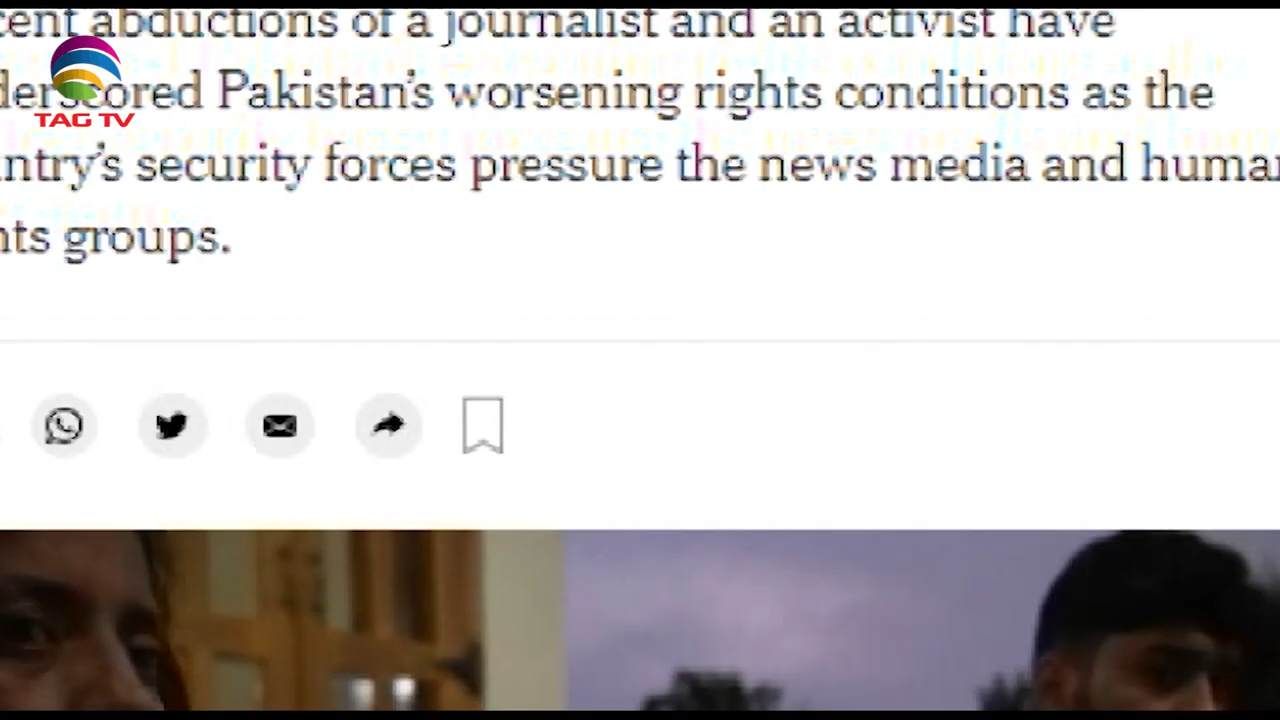 TAG TV
cent abductions of a journalist and an activist have
derscored Pakistan's worsening rights conditions as the
ntry's security forces pressure the news media and human
hts groups.